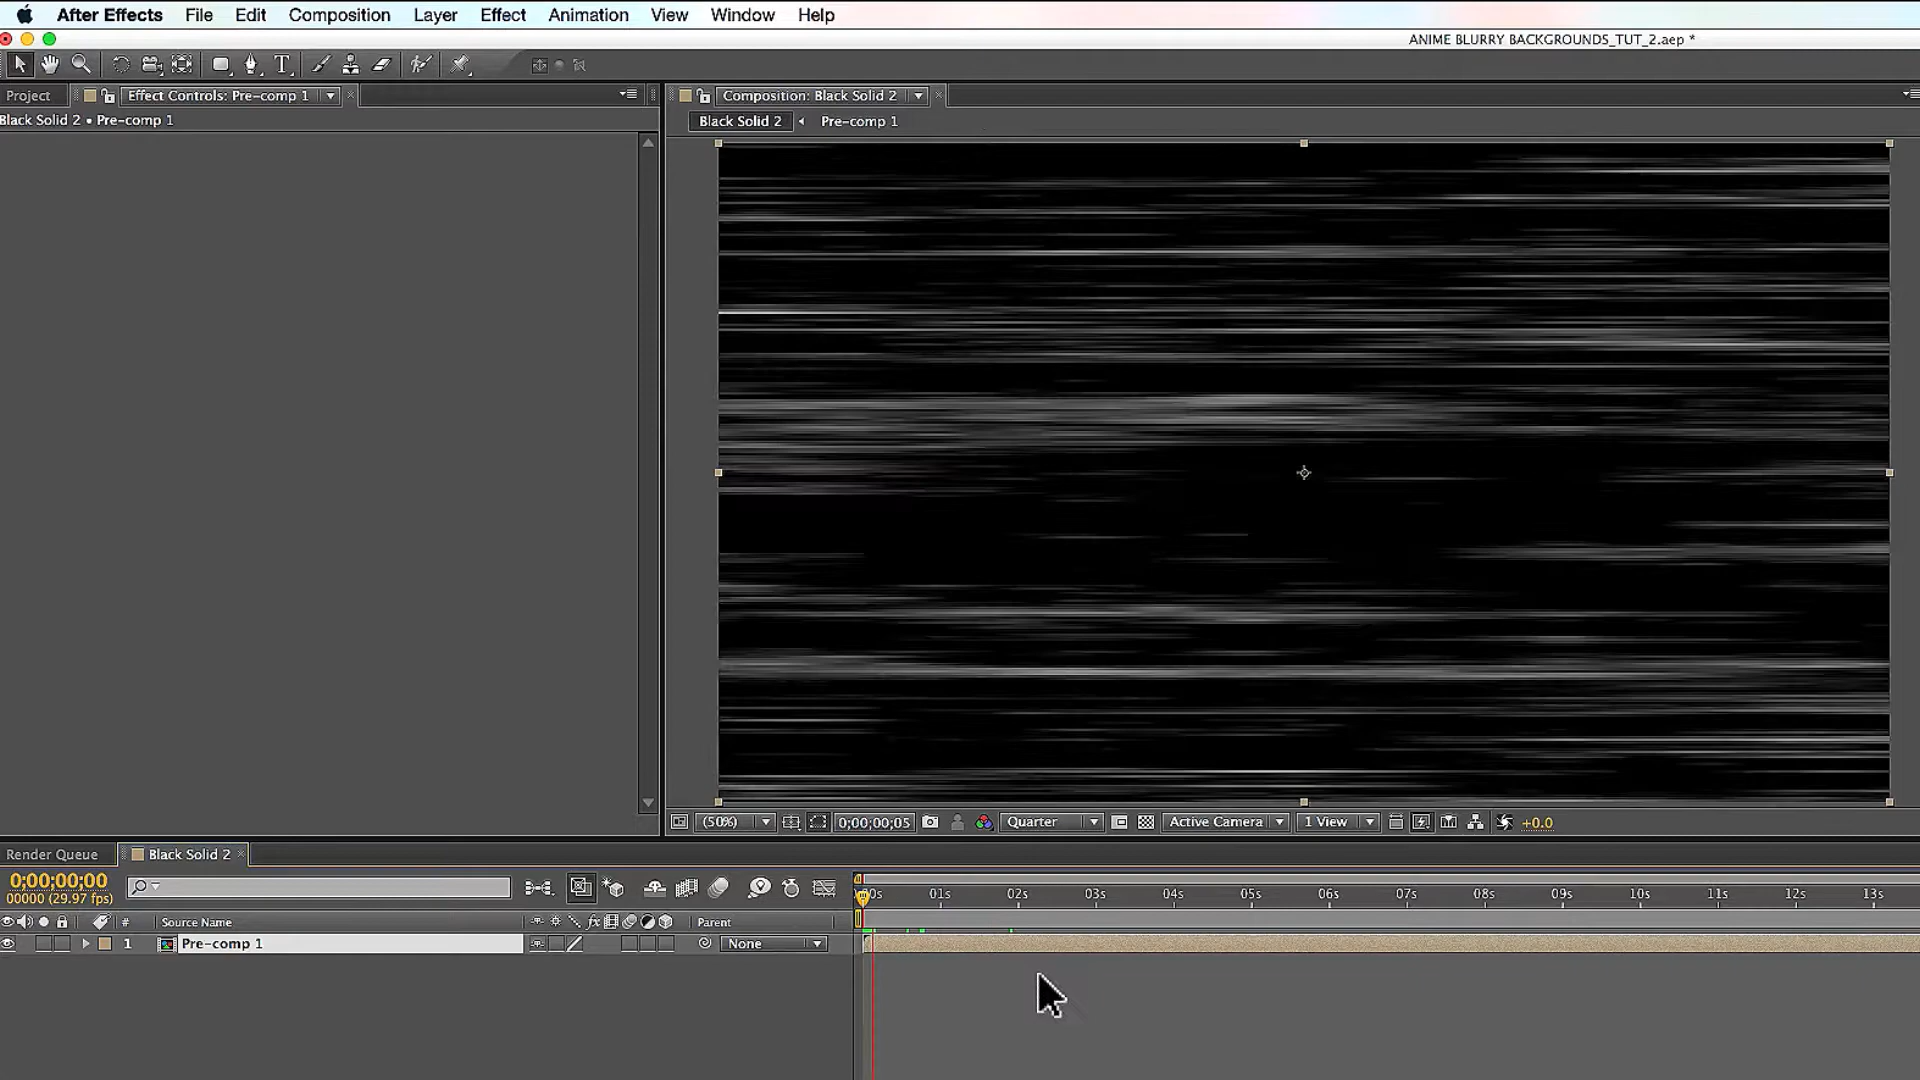 After Effects File Edit Composition Layer Effect Animation View Window Help
ANIME BLURRY BACKGROUNDS_TUT_2.aep *
Project Effect Controls: Pre-comp 1 Composition: Black Solid 2
Black Solid 2 • Pre-comp 1
Black Solid 2 Pre-comp 1
(50%) 0;00;00;05 Quarter Active Camera 1 View +0.0
Render Queue Black Solid 2
0;00;00;00
00000 (29.97 fps)
00s 01s 02s 03s 04s 05s 06s 07s 08s 09s 10s 11s 12s 13s
# Source Name fx Parent
1 Pre-comp 1 None